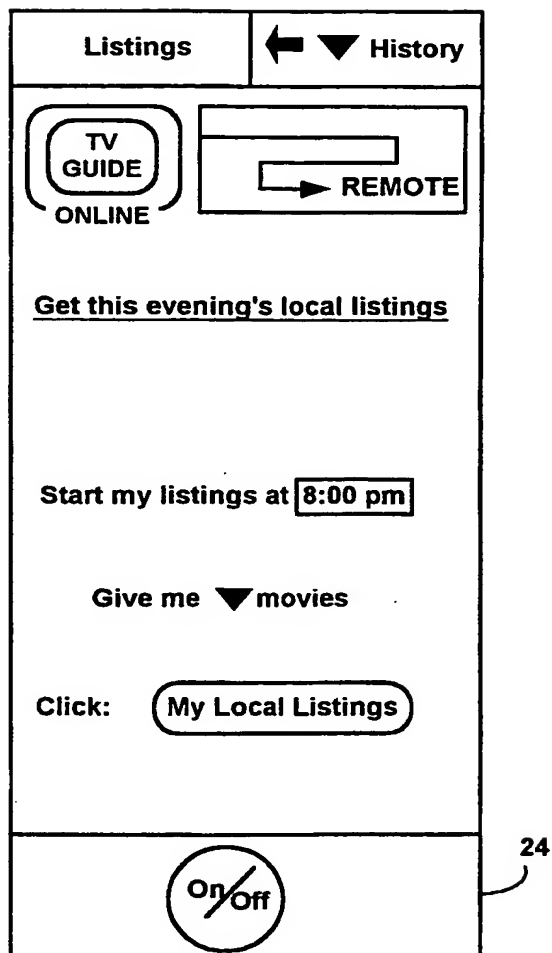 Listings
History
TV
GUIDE
ONLINE
REMOTE
Get this evening's local listings
Start my listings at 8:00 pm
Give me movies
Click: My Local Listings
On/Off
24